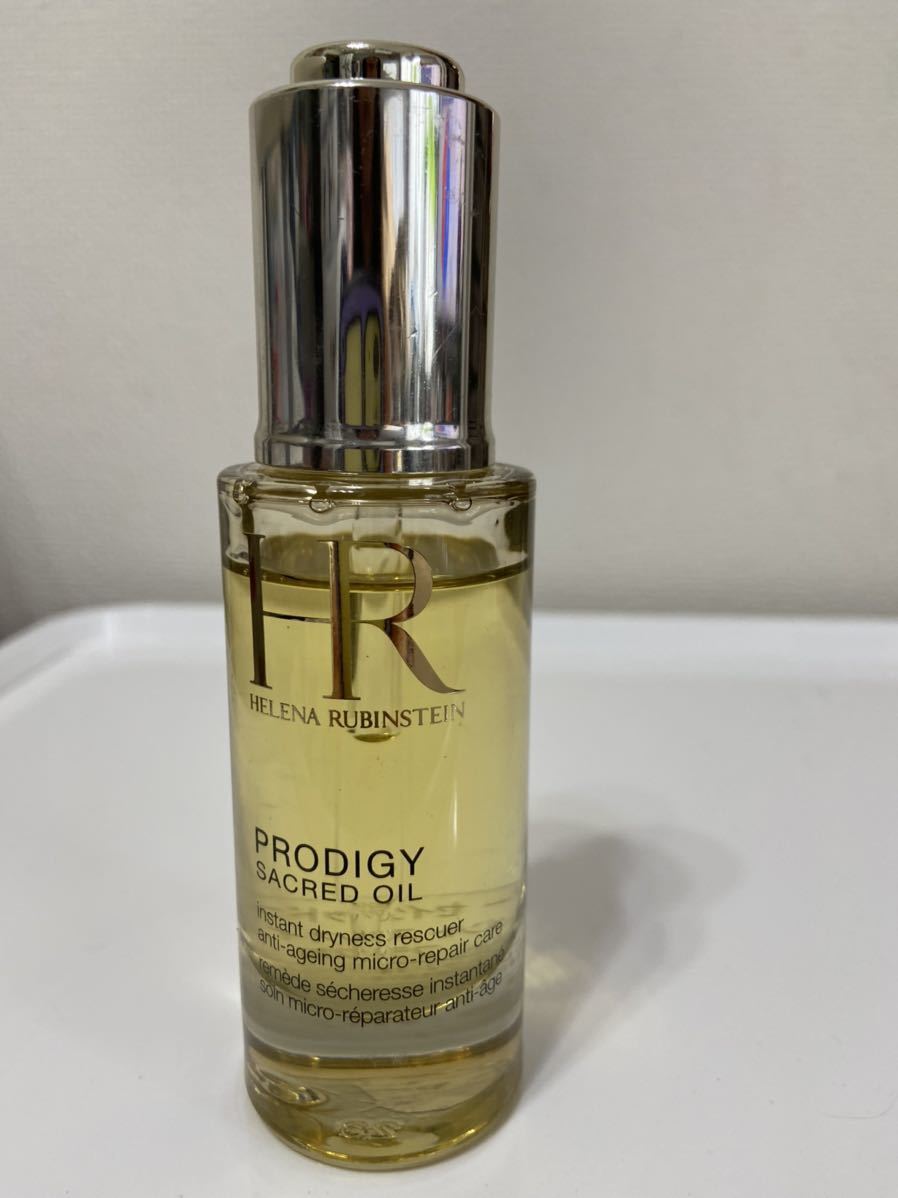 HR
HELENA RUBINSTEIN
PRODIGY
SACRED OIL
instant dryness rescuer
anti-ageing micro-repair care
remède sécheresse instantané
soin micro-réparateur anti-âge